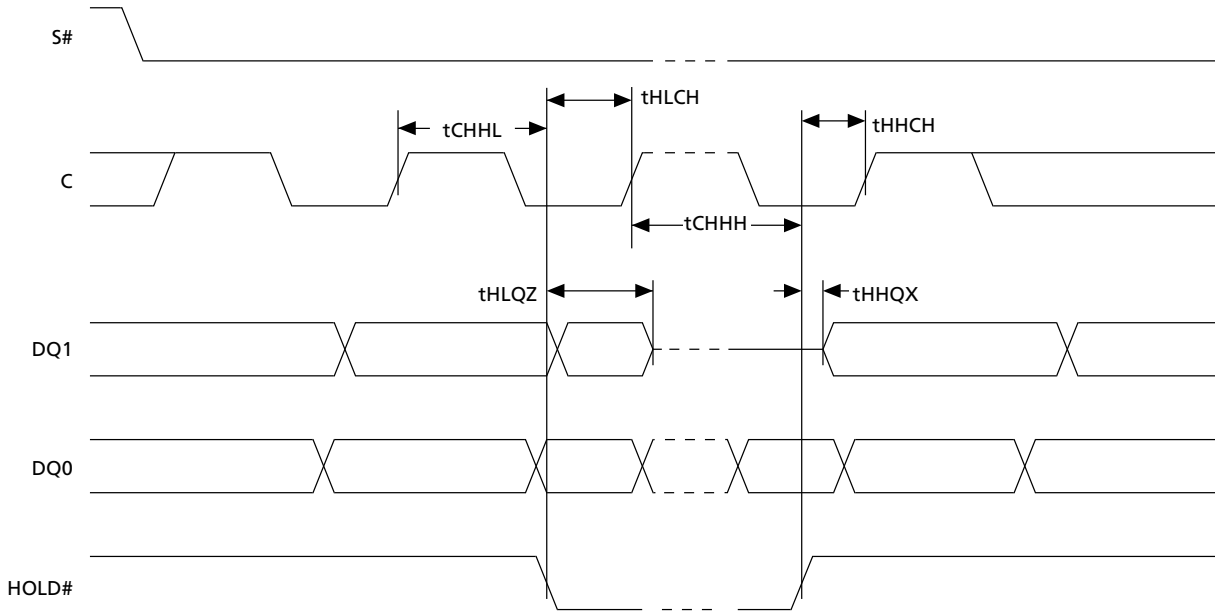 S#
tHLCH
tCHHL
tHHCH
C
tCHHH
tHLQZ
tHHQX
DQ1
DQ0
HOLD#